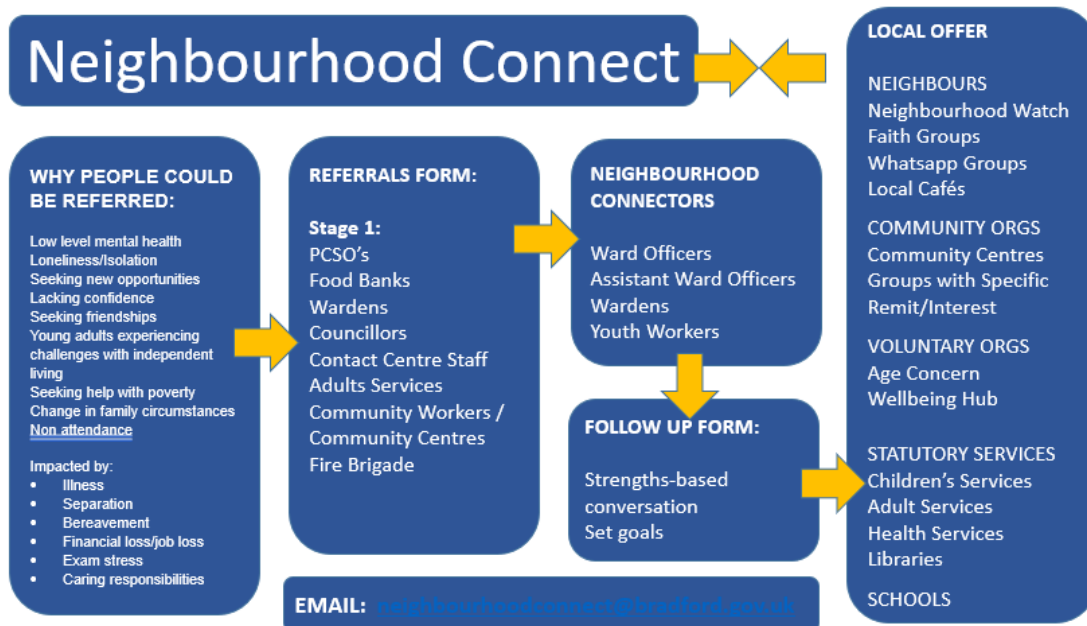 Neighbourhood Connect
WHY PEOPLE COULD
BE REFERRED:
Low level mental health
Loneliness/Isolation
Seeking new opportunities
Lacking confidence
Seeking friendships
Young adults experiencing
challenges with independent
living
Seeking help with poverty
Change in family circumstances
Non attendance
Impacted by:
• Illness
• Separation
• Bereavement
• Financial loss/job loss
• Exam stress
• Caring responsibilities
REFERRALS FORM:
Stage 1:
PCSO's
Food Banks
Wardens
Councillors
Contact Centre Staff
Adults Services
Community Workers /
Community Centres
Fire Brigade
NEIGHBOURHOOD
CONNECTORS
Ward Officers
Assistant Ward Officers
Wardens
Youth Workers
FOLLOW UP FORM:
Strengths-based
conversation
Set goals
EMAIL: neighbourhoodconnect@bradford.gov.uk
LOCAL OFFER
NEIGHBOURS
Neighbourhood Watch
Faith Groups
Whatsapp Groups
Local Cafés
COMMUNITY ORGS
Community Centres
Groups with Specific
Remit/Interest
VOLUNTARY ORGS
Age Concern
Wellbeing Hub
STATUTORY SERVICES
Children's Services
Adult Services
Health Services
Libraries
SCHOOLS